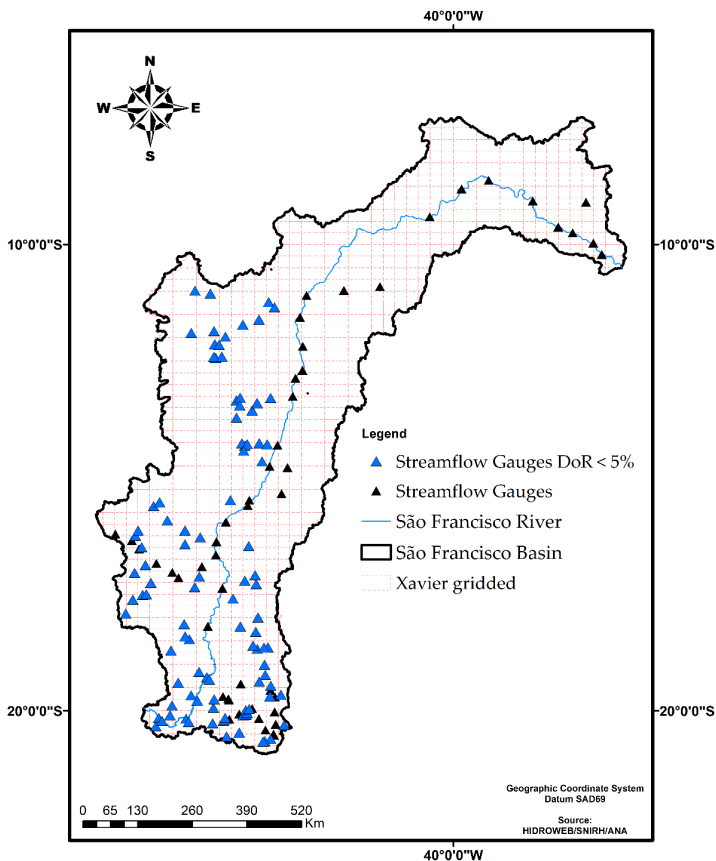 40°0'0"W
N
W E
S
10°0'0"S
10°0'0"S
Legend
Streamflow Gauges DoR < 5%
Streamflow Gauges
São Francisco River
São Francisco Basin
Xavier gridded
20°0'0"S
20°0'0"S
Geographic Coordinate System
Datum SAD69
Source:
HIDROWEB/SNIRH/ANA
0 65 130 260 390 520
Km
40°0'0"W